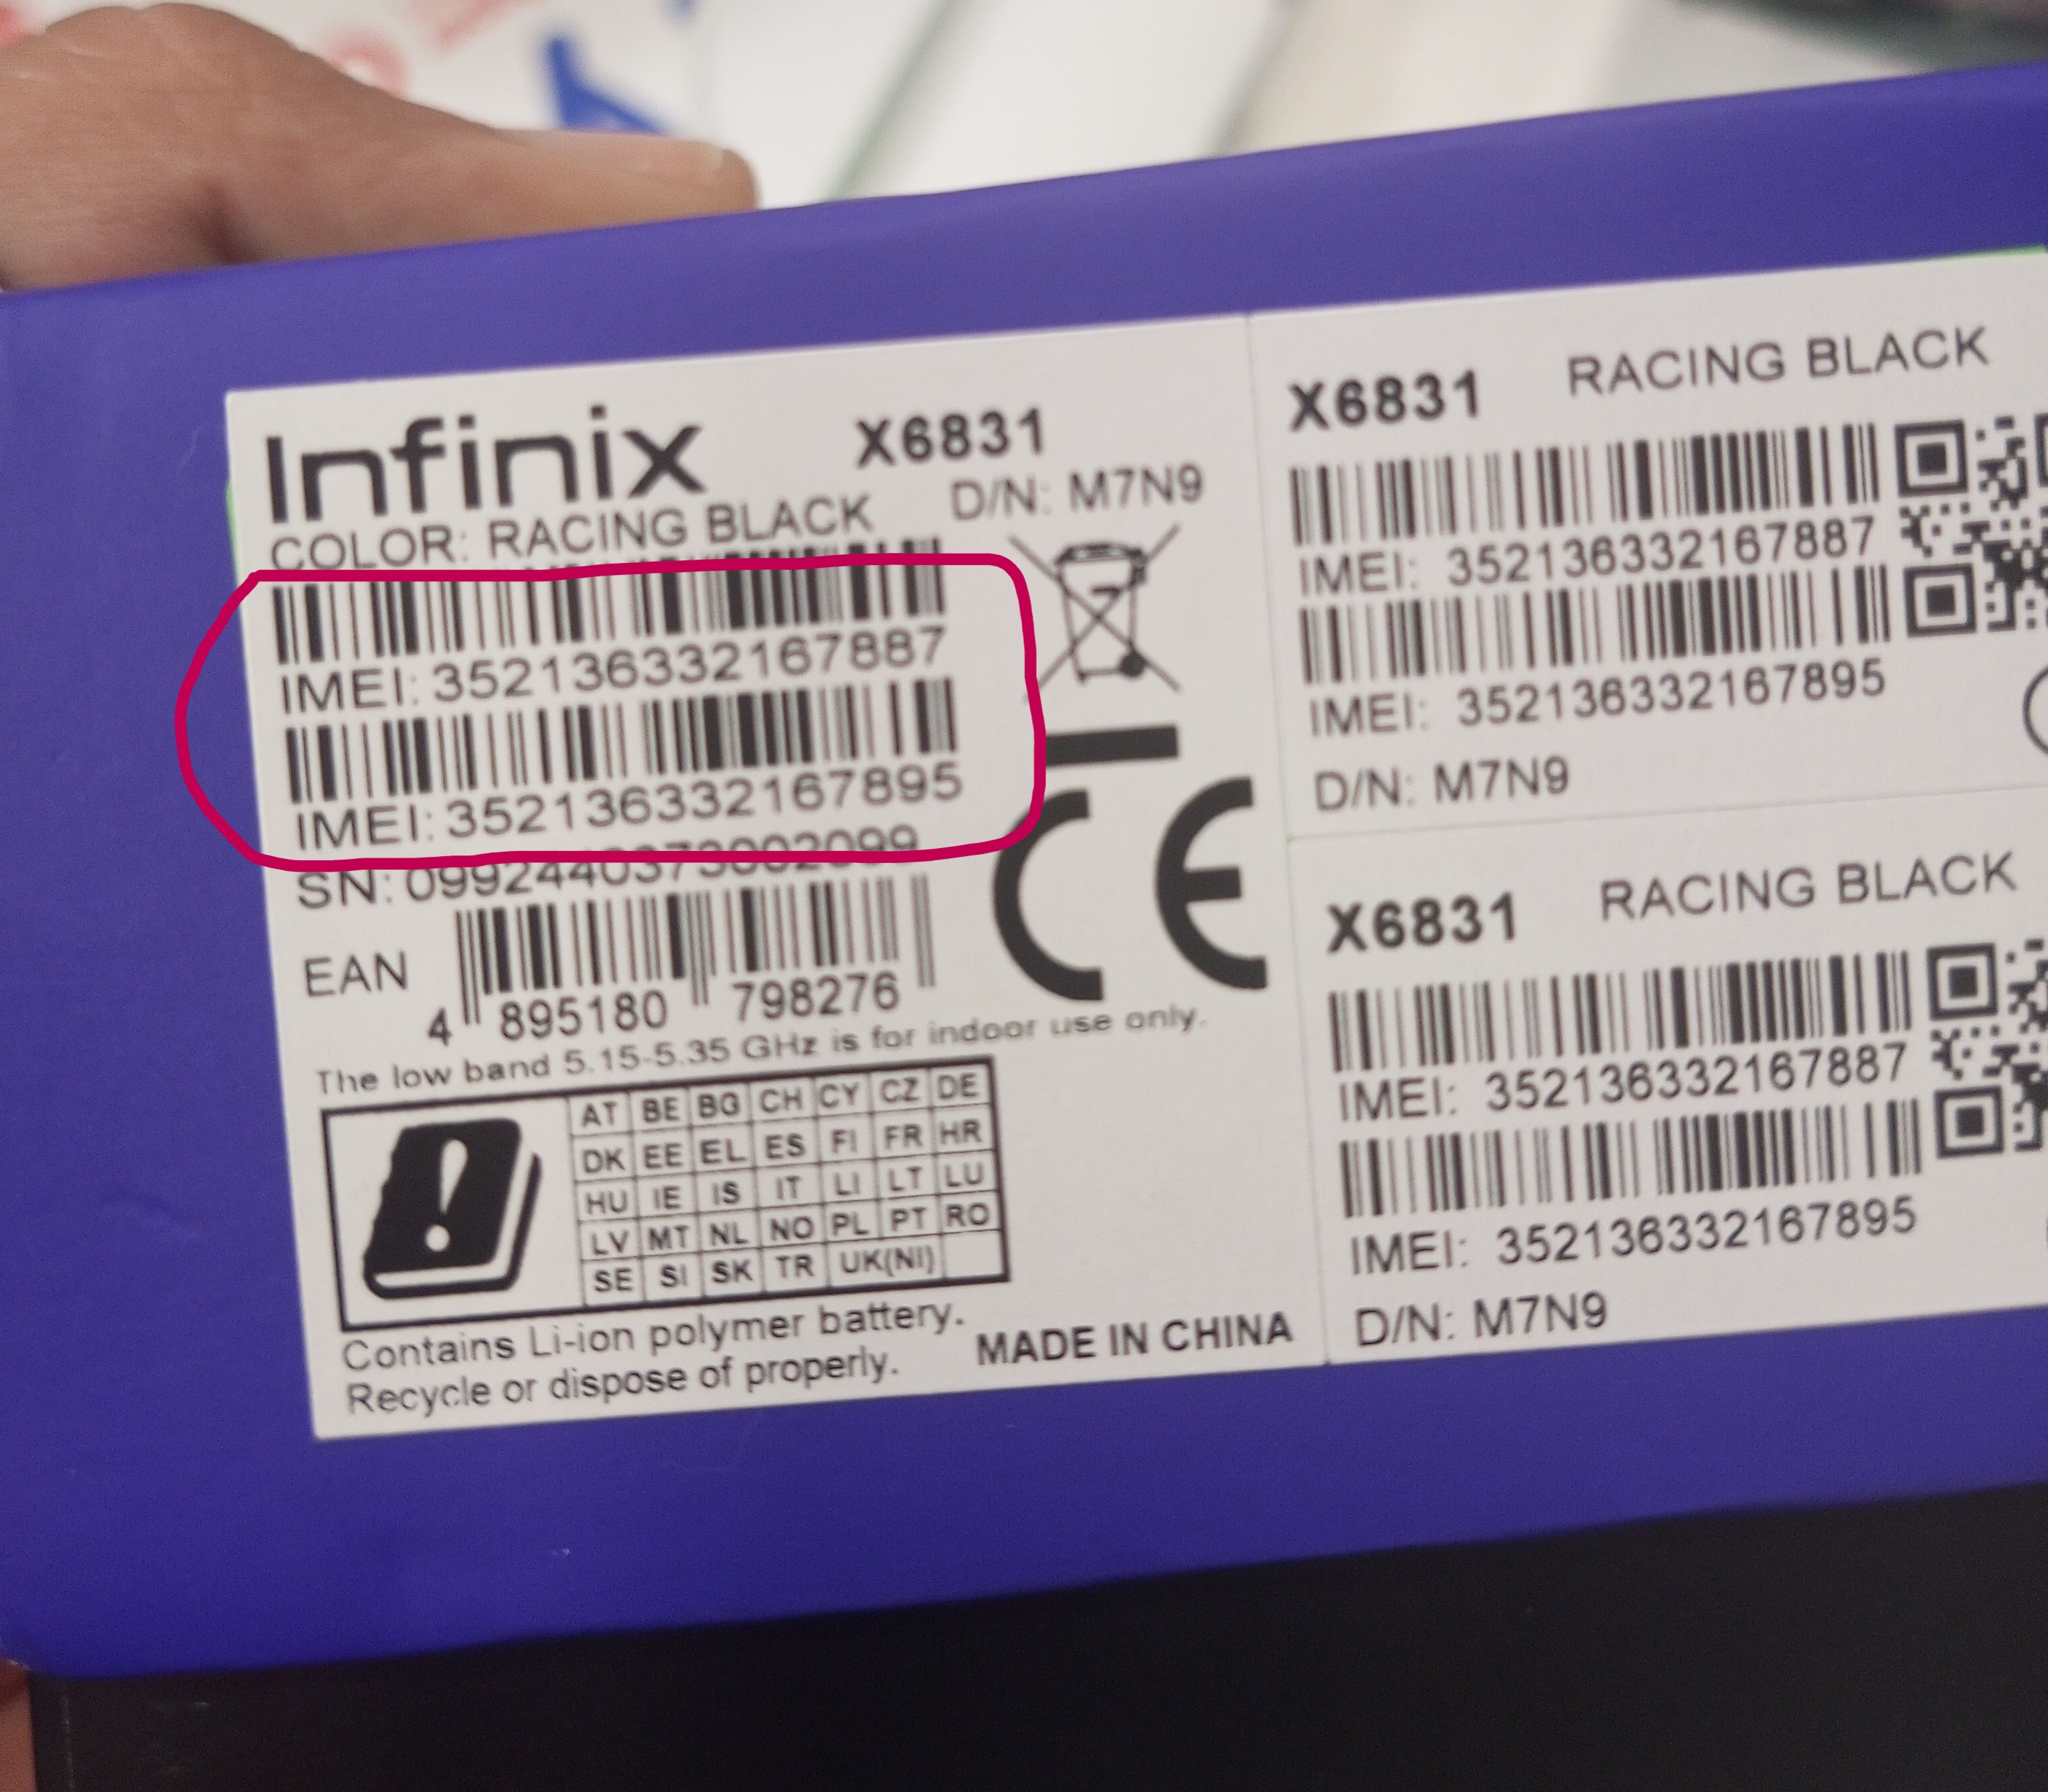 Infinix X6831
COLOR: RACING BLACK D/N: M7N9
IMEI: 352136332167887
IMEI: 352136332167895
SN: 0992440373002099
EAN
4 895180 798276
The low band 5.15-5.35 GHz is for indoor use only.
AT BE BG CH CY CZ DE
DK EE EL ES FI FR HR
HU IE IS IT LI LT LU
LV MT NL NO PL PT RO
SE SI SK TR UK(NI)
Contains Li-ion polymer battery.
Recycle or dispose of properly.
MADE IN CHINA
X6831 RACING BLACK
IMEI: 352136332167887
IMEI: 352136332167895
D/N: M7N9
X6831 RACING BLACK
IMEI: 352136332167887
IMEI: 352136332167895
D/N: M7N9